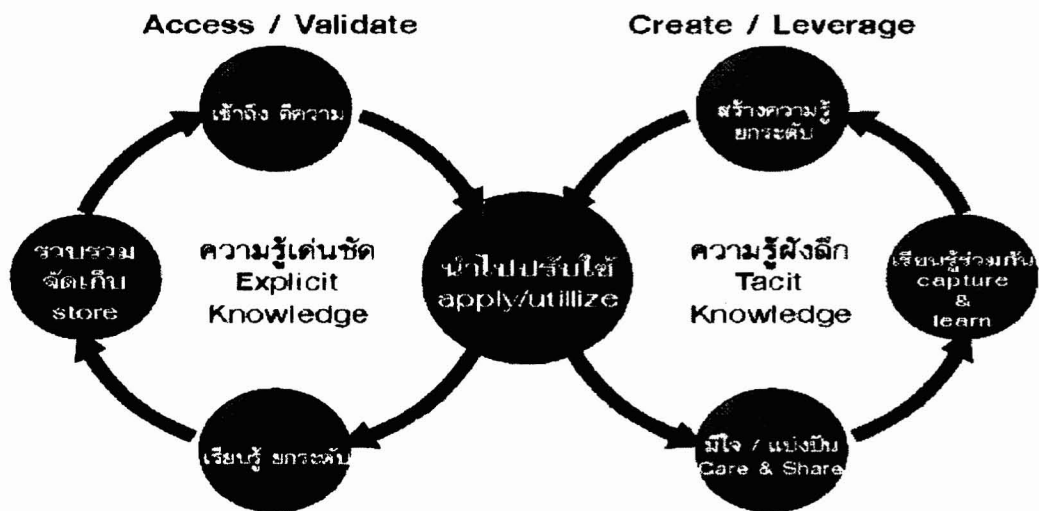 Access / Validate
Create / Leverage
เข้าถึง ตีความ
สร้างความรู้
ยกระดับ
รวบรวม
จัดเก็บ
store
ความรู้เด่นชัด
Explicit
Knowledge
นำไปปรับใช้
apply/utillize
ความรู้ฝังลึก
Tacit
Knowledge
เรียนรู้ร่วมกัน
capture
&
learn
เรียนรู้ ยกระดับ
มีใจ / แบ่งปัน
Care & Share